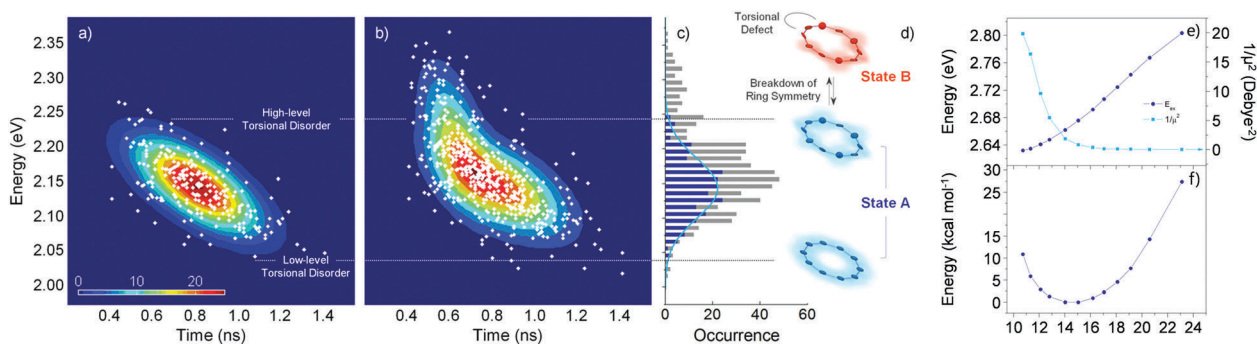 a)
High-level
Torsional Disorder
Low-level
Torsional Disorder
0 10 20
2.35
2.30
2.25
2.20
2.15
2.10
2.05
2.00
Energy (eV)
0.4 0.6 0.8 1.0 1.2 1.4
Time (ns)
b)
0.4 0.6 0.8 1.0 1.2 1.4
Time (ns)
c)
0 20 40 60
Occurrence
d)
Torsional
Defect
State B
Breakdown of
Ring Symmetry
State A
e)
2.80
2.76
2.72
2.68
2.64
Energy (eV)
20
15
10
5
0
1/μ² (Debye⁻²)
E_ex
1/μ²
f)
30
25
15
10
5
0
Energy (kcal mol⁻¹)
10 12 14 16 18 20 22 24